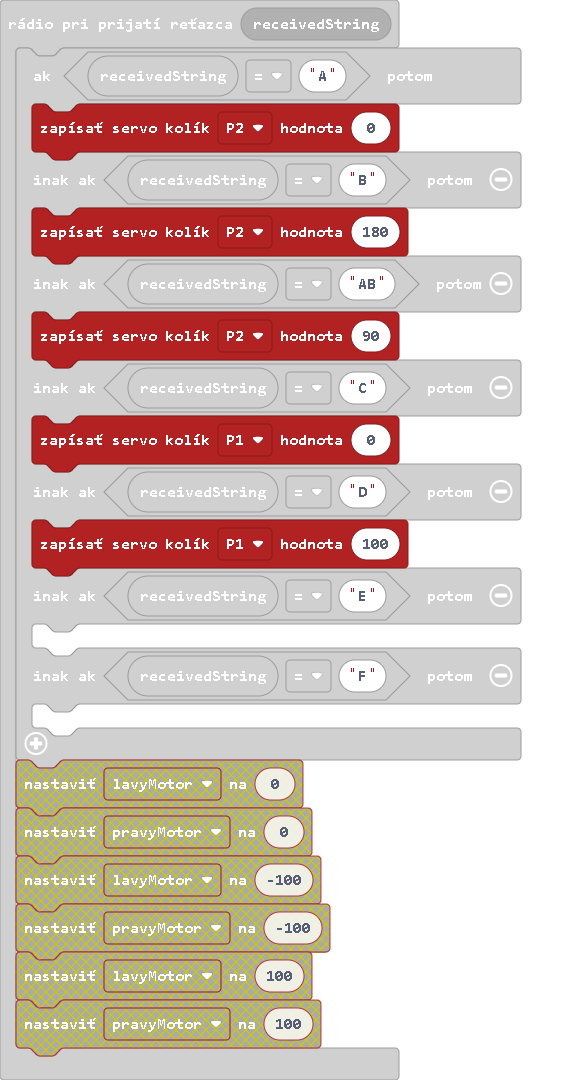 rádio pri prijatí reťazca receivedString
ak receivedString = "A" potom
zapísať servo kolík P2 hodnota 0
inak ak receivedString = "B" potom
zapísať servo kolík P2 hodnota 180
inak ak receivedString = "AB" potom
zapísať servo kolík P2 hodnota 90
inak ak receivedString = "C" potom
zapísať servo kolík P1 hodnota 0
inak ak receivedString = "D" potom
zapísať servo kolík P1 hodnota 100
inak ak receivedString = "E" potom
inak ak receivedString = "F" potom
nastaviť lavyMotor na 0
nastaviť pravyMotor na 0
nastaviť lavyMotor na -100
nastaviť pravyMotor na -100
nastaviť lavyMotor na 100
nastaviť pravyMotor na 100